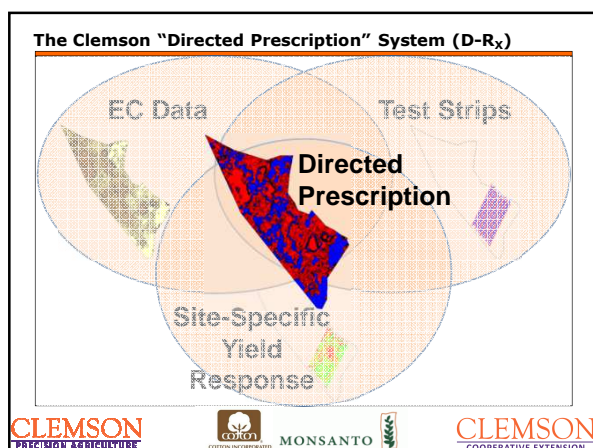 The Clemson “Directed Prescription” System (D-RX)
EC Data
Test Strips
Directed
Prescription
Site-Specific
Yield
Response
CLEMSON
PRECISION AGRICULTURE
cotton
COTTON INCORPORATED
MONSANTO
CLEMSON
COOPERATIVE EXTENSION